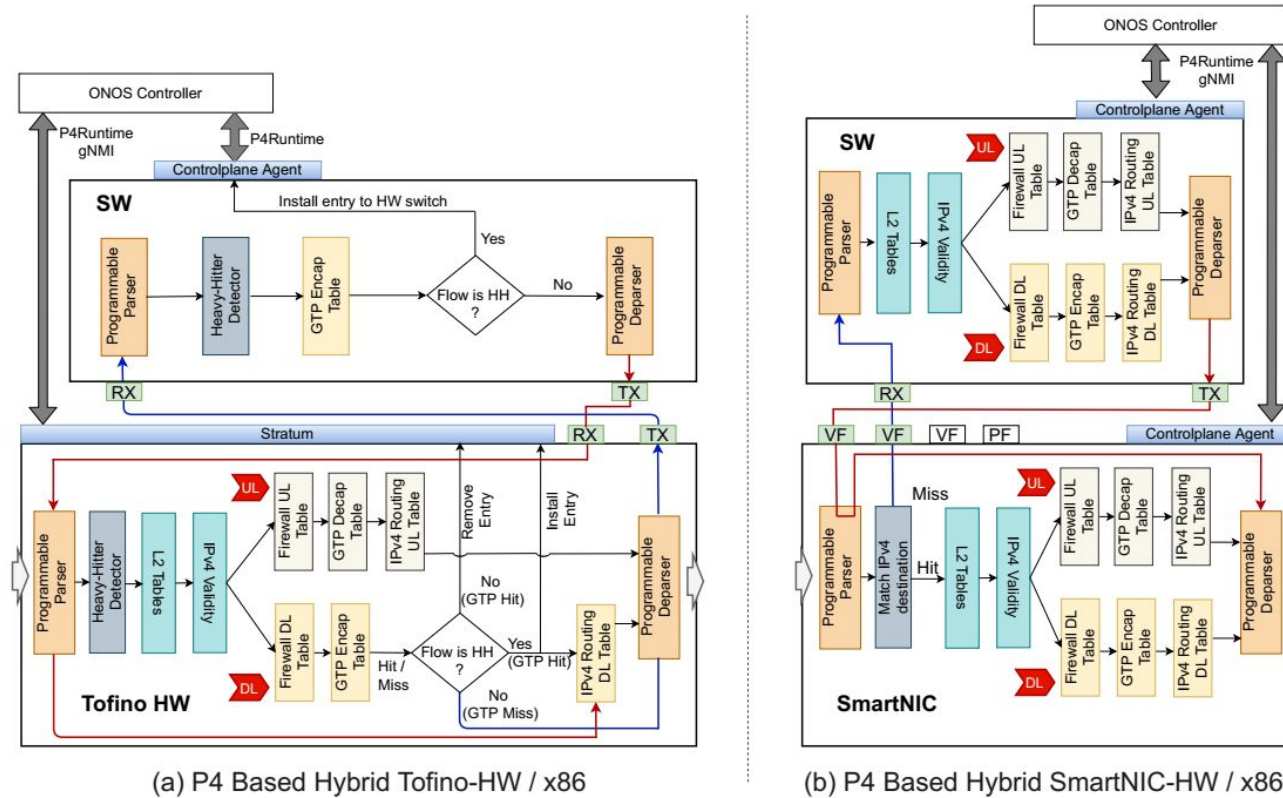 ONOS Controller
P4Runtime
gNMI
P4Runtime
Controlplane Agent
SW
Install entry to HW switch
Programmable
Parser
Heavy-Hitter
Detector
GTP Encap
Table
Flow is HH
?
Yes
No
Programmable
Deparser
RX
TX
Stratum
RX
TX
Programmable
Parser
Heavy-Hitter
Detector
L2 Tables
IPv4 Validity
UL
Firewall UL
Table
GTP Decap
Table
IPv4 Routing
UL Table
DL
Firewall DL
Table
GTP Encap
Table
Hit /
Miss
Flow is HH
?
Remove
Entry
Install
Entry
No
(GTP Hit)
Yes
(GTP Hit)
No
(GTP Miss)
IPv4 Routing
DL Table
Programmable
Deparser
Tofino HW
(a) P4 Based Hybrid Tofino-HW / x86
ONOS Controller
P4Runtime
gNMI
Controlplane Agent
SW
Programmable
Parser
L2 Tables
IPv4 Validity
UL
Firewall UL
Table
GTP Decap
Table
IPv4 Routing
UL Table
DL
Firewall DL
Table
GTP Encap
Table
IPv4 Routing
DL Table
Programmable
Deparser
RX
TX
VF
VF
VF
PF
Controlplane Agent
Programmable
Parser
Match IPv4
destination
Miss
Hit
L2 Tables
IPv4 Validity
UL
Firewall UL
Table
GTP Decap
Table
IPv4 Routing
UL Table
DL
Firewall DL
Table
GTP Encap
Table
IPv4 Routing
DL Table
Programmable
Deparser
SmartNIC
(b) P4 Based Hybrid SmartNIC-HW / x86